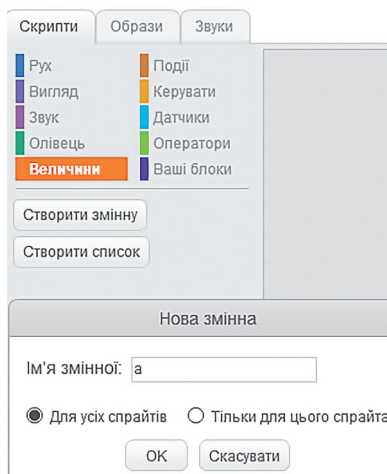 Скрипти Образи Звуки
Рух Події
Вигляд Керувати
Звук Датчики
Олівець Оператори
Величини Ваші блоки
Створити змінну
Створити список
Нова змінна
Ім'я змінної: a
Для усіх спрайтів Тільки для цього спрайта
OK Скасувати